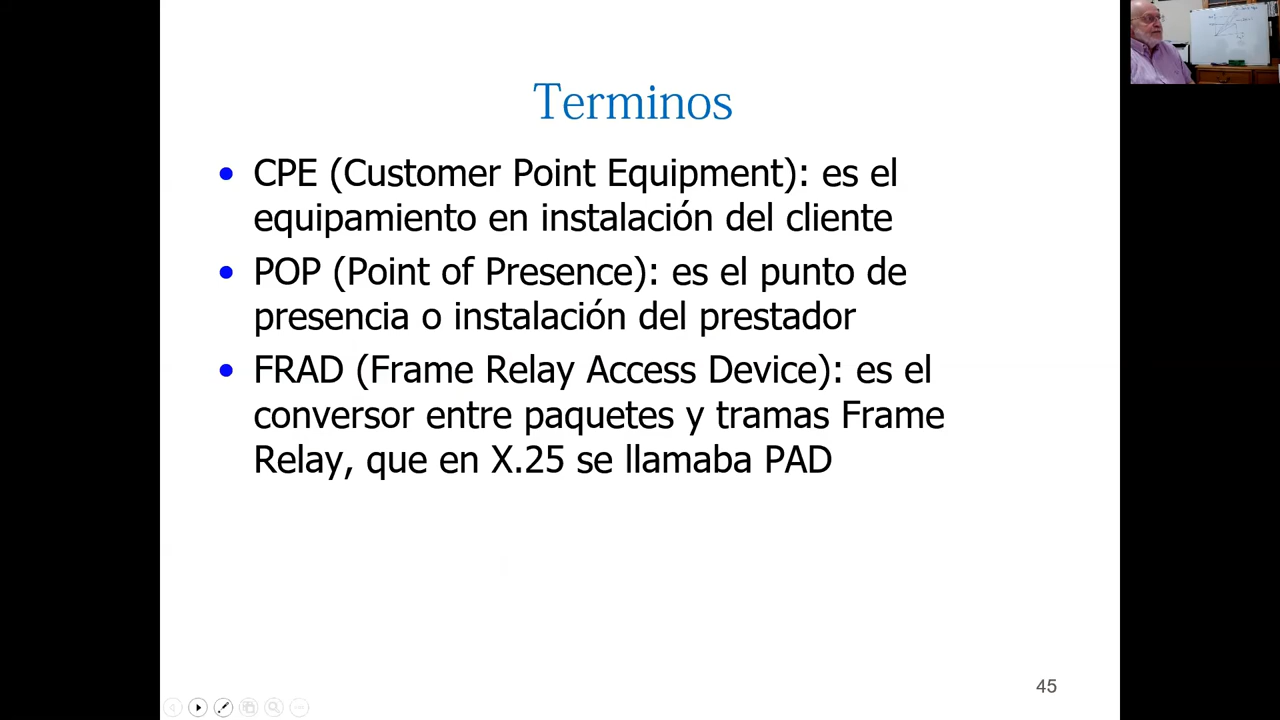 Terminos
• CPE (Customer Point Equipment): es el
equipamiento en instalación del cliente
• POP (Point of Presence): es el punto de
presencia o instalación del prestador
• FRAD (Frame Relay Access Device): es el
conversor entre paquetes y tramas Frame
Relay, que en X.25 se llamaba PAD
45